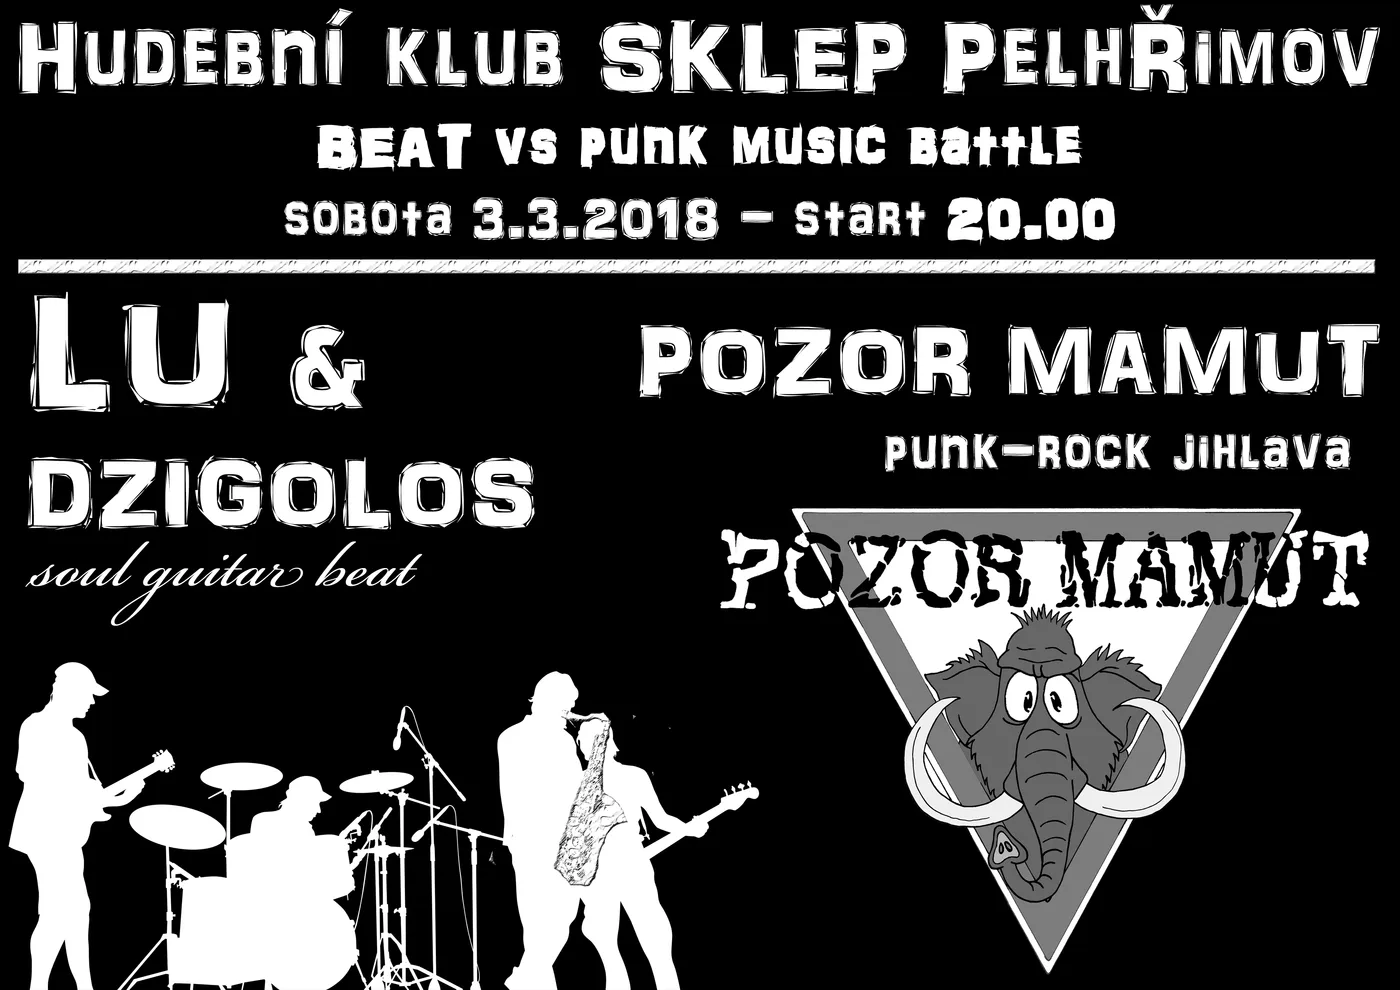 HUDEBNÍ KLUB SKLEP PELHŘIMOV
BEAT VS PUNK MUSIC BATTLE
SOBOTA 3.3.2018 - START 20.00
LU &
DZIGOLOS
soul guitar beat
POZOR MAMUT
PUNK-ROCK JIHLAVA
POZOR MAMUT